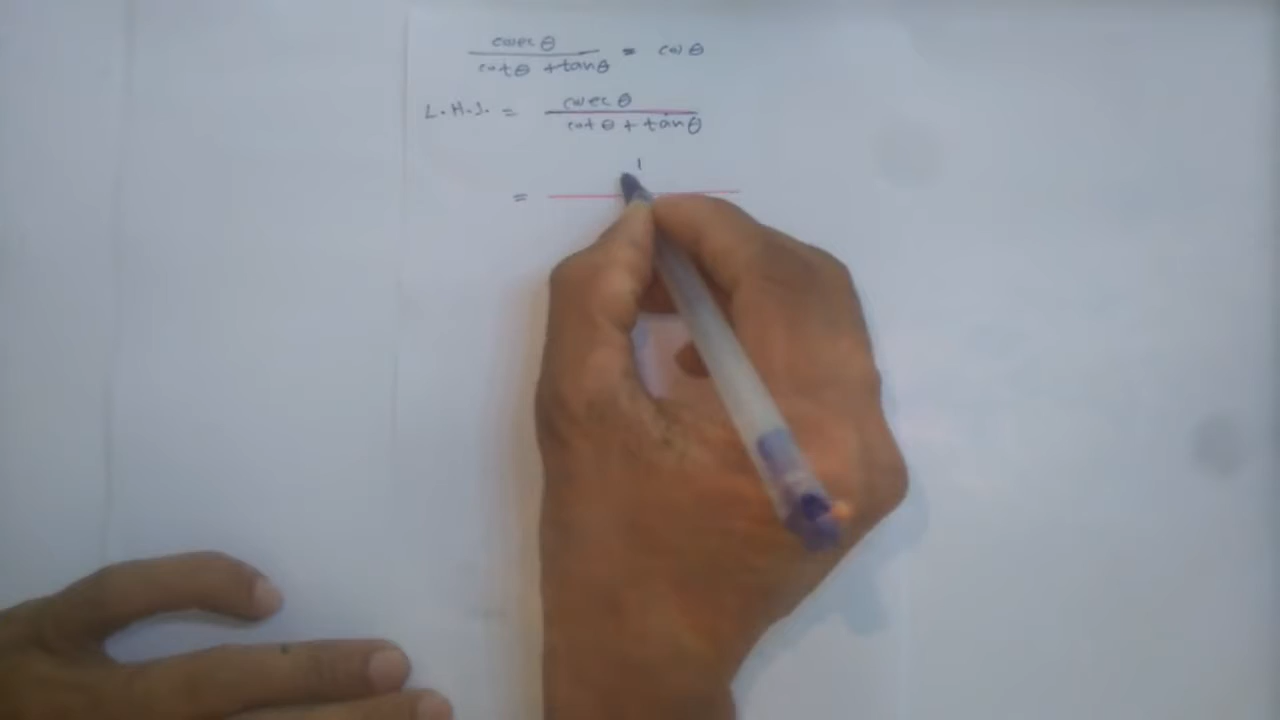 cosec θ / cot θ + tan θ = cos θ
L.H.S. = cosec θ / cot θ + tan θ
= 1